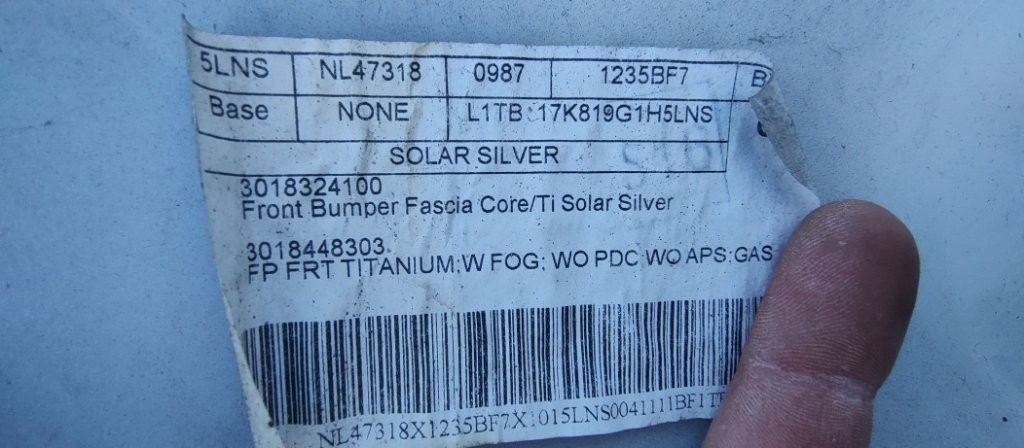 5LNS NL47318 0987 1235BF7 B
Base NONE L1TB 17K819G1H5LNS
SOLAR SILVER
3018324100
Front Bumper Fascia Core/Ti Solar Silver
3018448303
FP FRT TITANIUM;W FOG; WO PDC WO APS;GAS
NL47318X1235BF7X1015LNS0041111BF1T